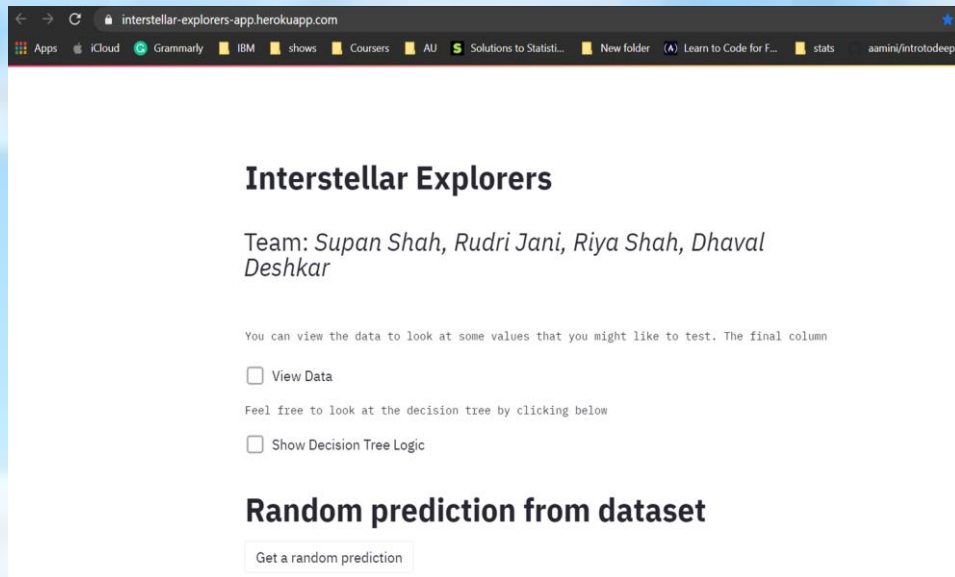 interstellar-explorers-app.herokuapp.com
Apps iCloud Grammarly IBM shows Coursers AU S Solutions to Statisti... New folder (A) Learn to Code for F... stats aamini/introtodeep
Interstellar Explorers
Team: Supan Shah, Rudri Jani, Riya Shah, Dhaval
Deshkar
You can view the data to look at some values that you might like to test. The final column
View Data
Feel free to look at the decision tree by clicking below
Show Decision Tree Logic
Random prediction from dataset
Get a random prediction